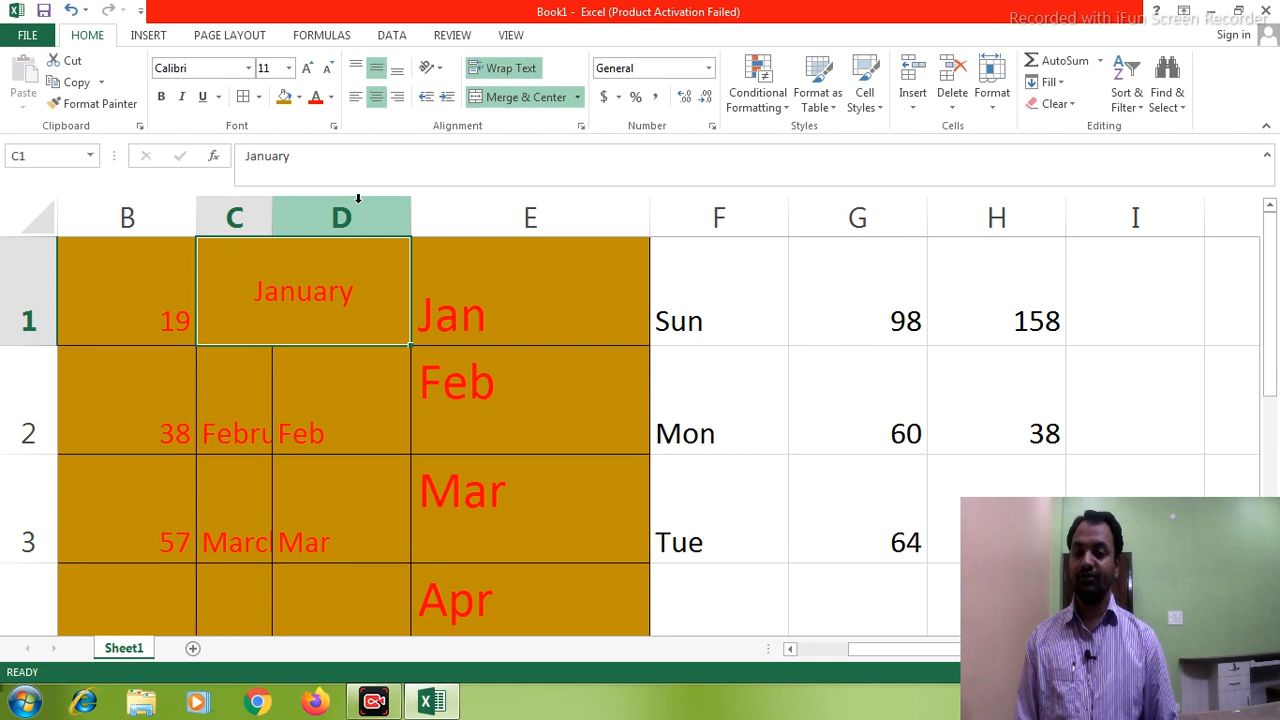 Book1 - Excel (Product Activation Failed)
Recorded with iFun Screen Recorder
FILE HOME INSERT PAGE LAYOUT FORMULAS DATA REVIEW VIEW Sign in
Paste Cut
Copy
Format Painter
Clipboard
Calibri 11
B I U
Font
Wrap Text
Merge & Center
Alignment
General
$ % ,
Number
Conditional Formatting
Format as Table
Cell Styles
Styles
Insert Delete Format
Cells
AutoSum
Fill
Clear
Sort & Filter
Find & Select
Editing
C1 fx January
B C D E F G H I
1 19 January Jan Sun 98 158
2 38 Febru Feb Feb Mon 60 38
3 57 Marc Mar Mar Tue 64
Apr
Sheet1
READY